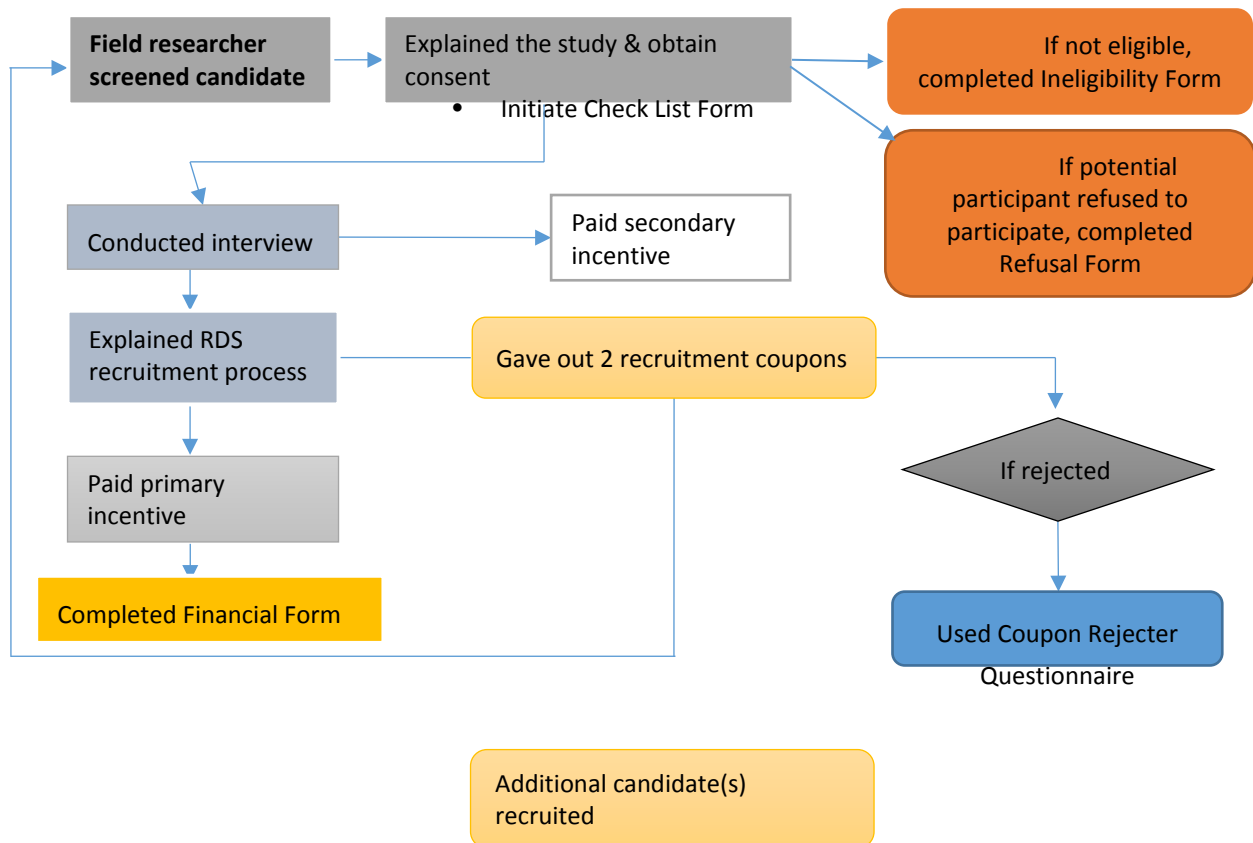 Field researcher
screened candidate
Explained the study & obtain
consent
• Initiate Check List Form
If not eligible,
completed Ineligibility Form
If potential
participant refused to
participate, completed
Refusal Form
Conducted interview
Paid secondary
incentive
Explained RDS
recruitment process
Gave out 2 recruitment coupons
If rejected
Paid primary
incentive
Completed Financial Form
Used Coupon Rejecter
Questionnaire
Additional candidate(s)
recruited